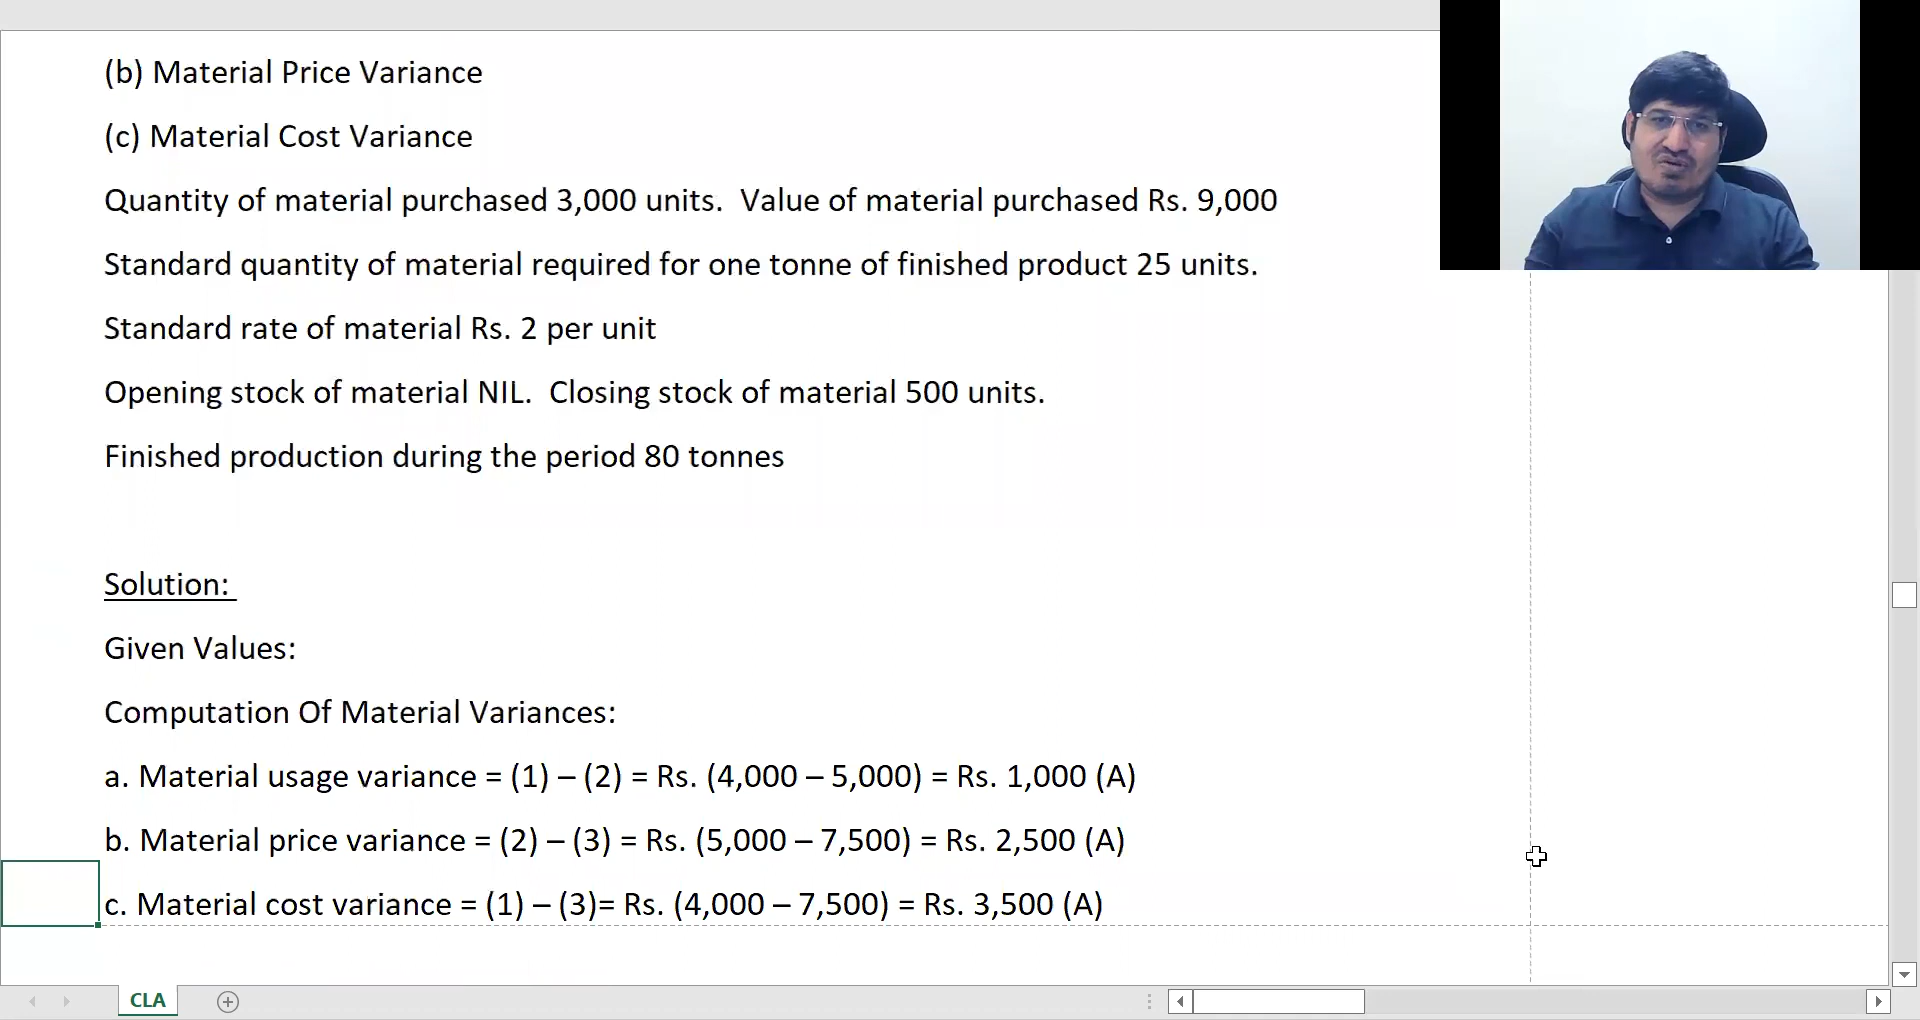 (b) Material Price Variance
(c) Material Cost Variance
Quantity of material purchased 3,000 units.  Value of material purchased Rs. 9,000
Standard quantity of material required for one tonne of finished product 25 units.
Standard rate of material Rs. 2 per unit
Opening stock of material NIL.  Closing stock of material 500 units.
Finished production during the period 80 tonnes
Solution:
Given Values:
Computation Of Material Variances:
a. Material usage variance = (1) – (2) = Rs. (4,000 – 5,000) = Rs. 1,000 (A)
b. Material price variance = (2) – (3) = Rs. (5,000 – 7,500) = Rs. 2,500 (A)
c. Material cost variance = (1) – (3)= Rs. (4,000 – 7,500) = Rs. 3,500 (A)
CLA